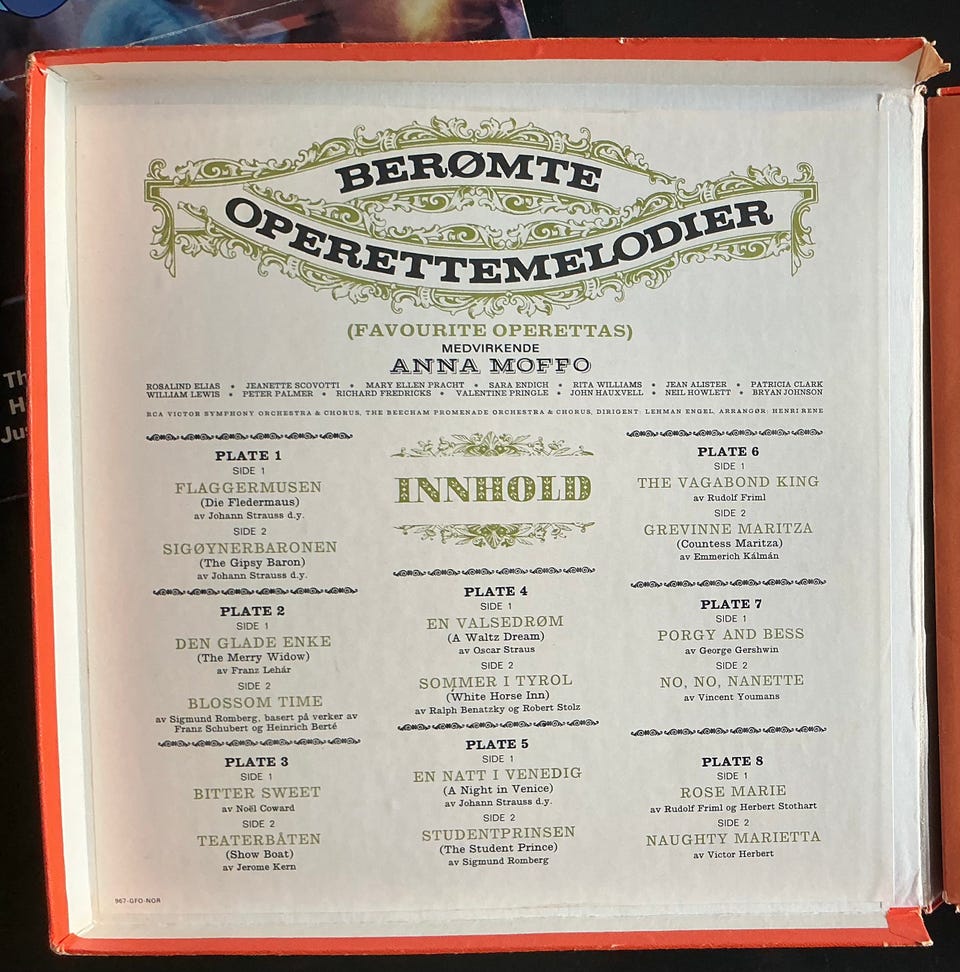 BERØMTE
OPERETTEMELODIER
(FAVOURITE OPERETTAS)
MEDVIRKENDE
ANNA MOFFO
ROSALIND ELIAS • JEANETTE SCOVOTTI • MARY ELLEN PRACHT • SARA ENDICH • RITA WILLIAMS • JEAN ALISTER • PATRICIA CLARK
WILLIAM LEWIS • PETER PALMER • RICHARD FREDRICKS • VALENTINE PRINGLE • JOHN HAUXVELL • NEIL HOWLETT • BRYAN JOHNSON
RCA VICTOR SYMPHONY ORCHESTRA & CHORUS, THE BEECHAM PROMENADE ORCHESTRA & CHORUS, DIRIGENT: LEHMAN ENGEL, ARRANGØR: HENRI RENE
INNHOLD
PLATE 1
SIDE 1
FLAGGERMUSEN
(Die Fledermaus)
av Johann Strauss d.y.
SIDE 2
SIGØYNERBARONEN
(The Gipsy Baron)
av Johann Strauss d.y.
PLATE 2
SIDE 1
DEN GLADE ENKE
(The Merry Widow)
av Franz Lehár
SIDE 2
BLOSSOM TIME
av Sigmund Romberg, basert på verker av
Franz Schubert og Heinrich Berté
PLATE 3
SIDE 1
BITTER SWEET
av Noël Coward
SIDE 2
TEATERBÅTEN
(Show Boat)
av Jerome Kern
PLATE 4
SIDE 1
EN VALSEDRØM
(A Waltz Dream)
av Oscar Straus
SIDE 2
SOMMER I TYROL
(White Horse Inn)
av Ralph Benatzky og Robert Stolz
PLATE 5
SIDE 1
EN NATT I VENEDIG
(A Night in Venice)
av Johann Strauss d.y.
SIDE 2
STUDENTPRINSEN
(The Student Prince)
av Sigmund Romberg
PLATE 6
SIDE 1
THE VAGABOND KING
av Rudolf Friml
SIDE 2
GREVINNE MARITZA
(Countess Maritza)
av Emmerich Kálmán
PLATE 7
SIDE 1
PORGY AND BESS
av George Gershwin
SIDE 2
NO, NO, NANETTE
av Vincent Youmans
PLATE 8
SIDE 1
ROSE MARIE
av Rudolf Friml og Herbert Stothart
SIDE 2
NAUGHTY MARIETTA
av Victor Herbert
967-GFO-NOR